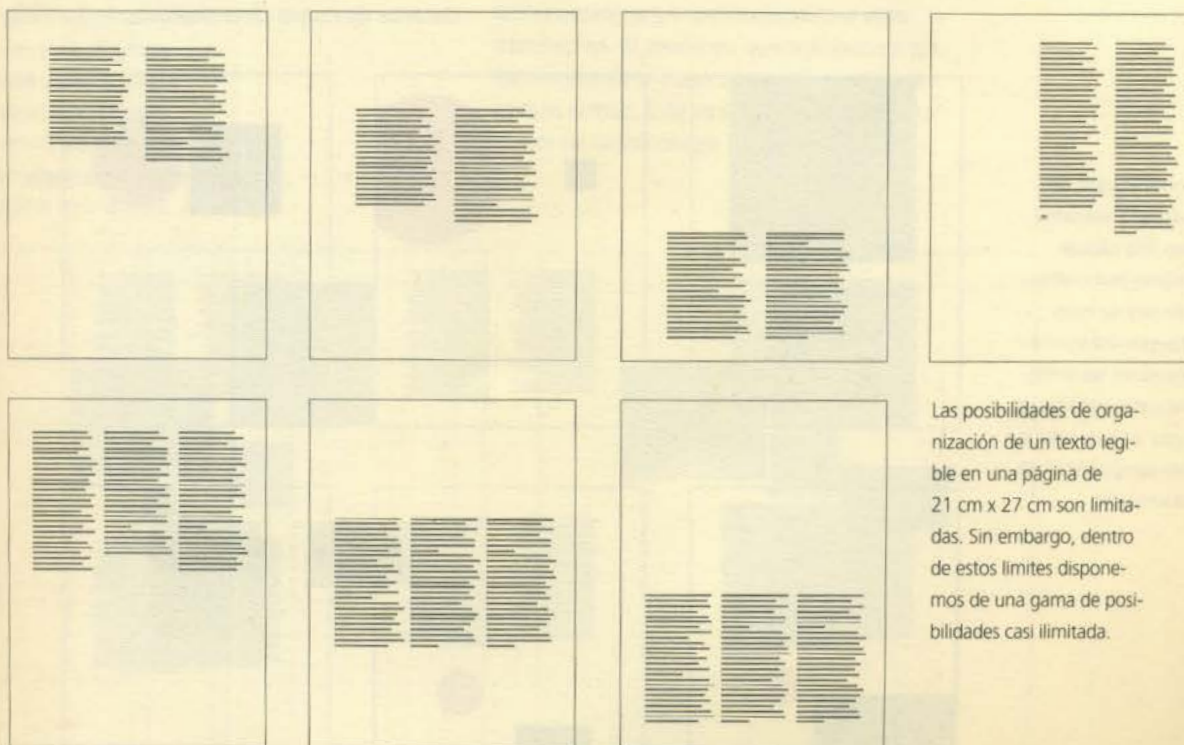 Las posibilidades de orga-
nización de un texto legi-
ble en una página de
21 cm x 27 cm son limita-
das. Sin embargo, dentro
de estos límites dispone-
mos de una gama de posi-
bilidades casi ilimitada.